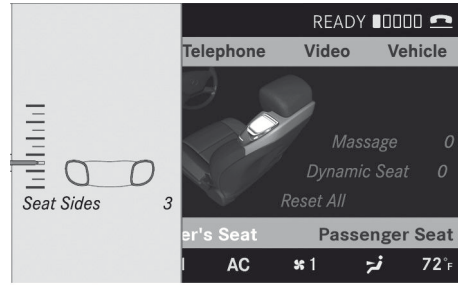 READY
Telephone Video Vehicle
Massage 0
Dynamic Seat 0
Seat Sides 3
Reset All
er's Seat Passenger Seat
AC 1 72°F